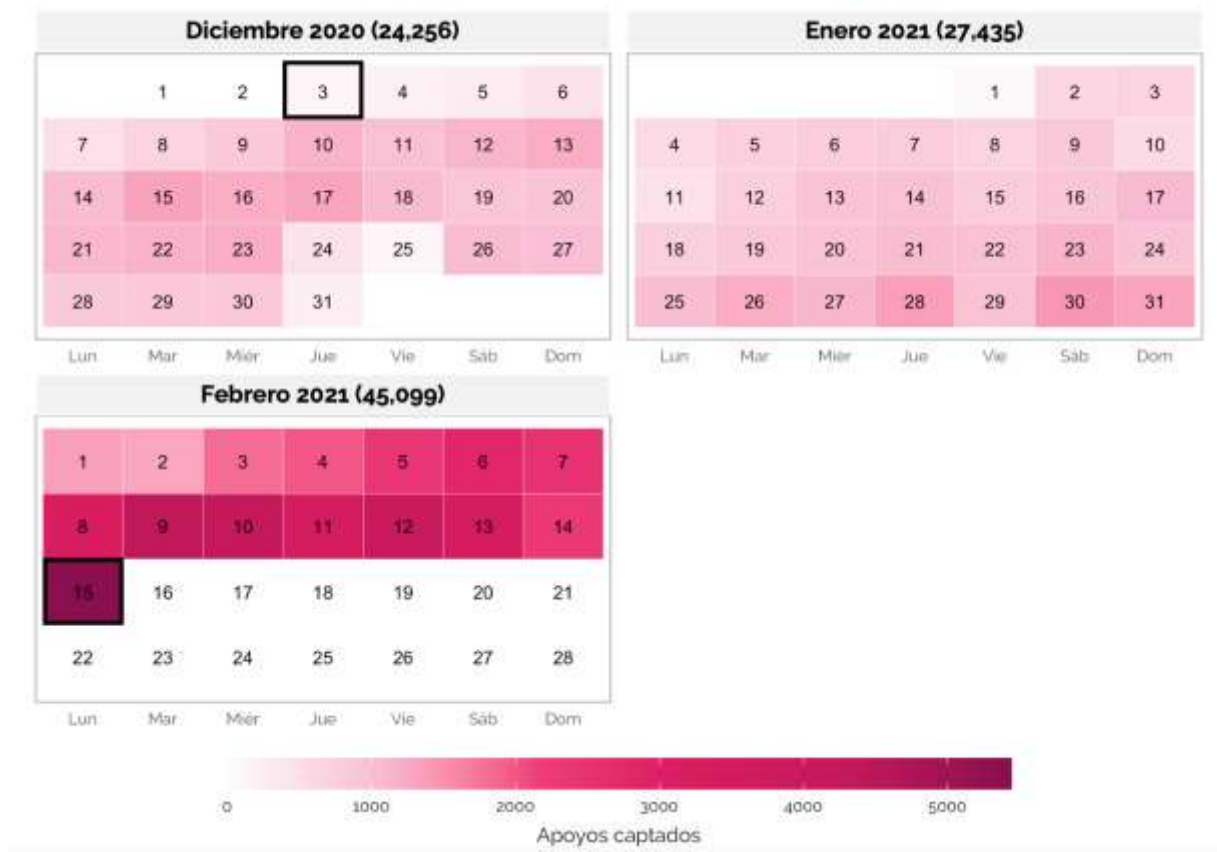 Diciembre 2020 (24,256)
1 2 3 4 5 6
7 8 9 10 11 12 13
14 15 16 17 18 19 20
21 22 23 24 25 26 27
28 29 30 31
Lun Mar Miér Jue Vie Sáb Dom
Enero 2021 (27,435)
1 2 3
4 5 6 7 8 9 10
11 12 13 14 15 16 17
18 19 20 21 22 23 24
25 26 27 28 29 30 31
Lun Mar Miér Jue Vie Sáb Dom
Febrero 2021 (45,099)
1 2 3 4 5 6 7
8 9 10 11 12 13 14
15 16 17 18 19 20 21
22 23 24 25 26 27 28
Lun Mar Miér Jue Vie Sáb Dom
0 1000 2000 3000 4000 5000
Apoyos captados